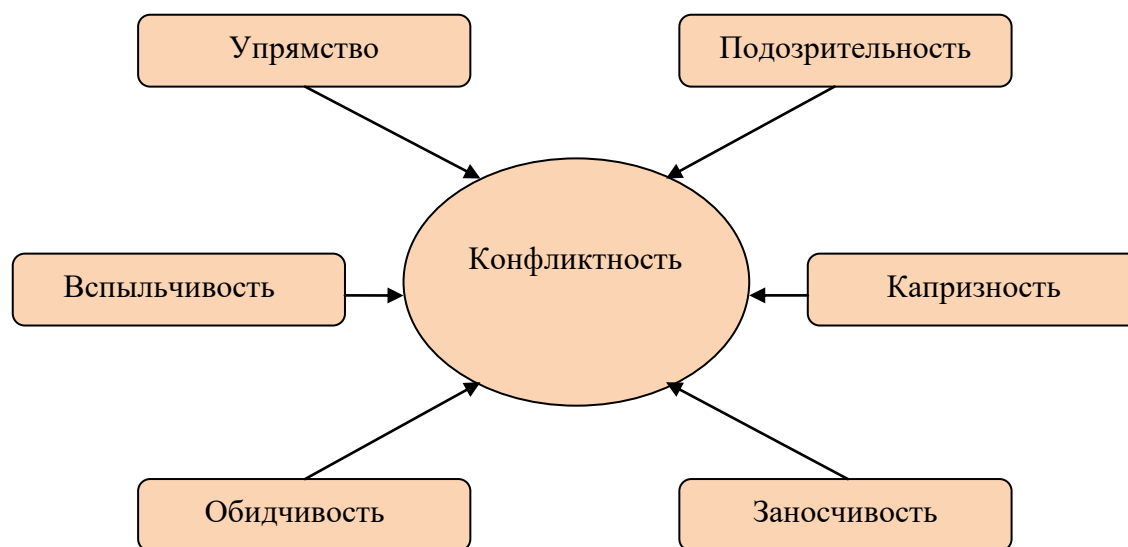 Упрямство
Подозрительность
Конфликтность
Вспыльчивость
Капризность
Обидчивость
Заносчивость